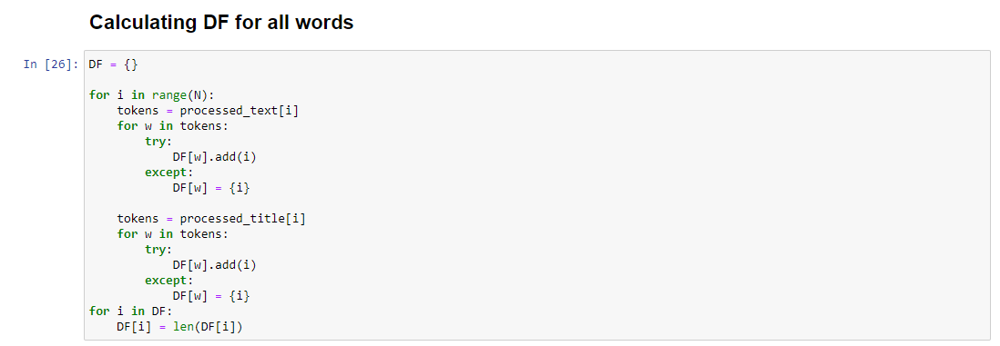 Calculating DF for all words
In [26]: DF = {}
for i in range(N):
    tokens = processed_text[i]
    for w in tokens:
        try:
            DF[w].add(i)
        except:
            DF[w] = {i}
    tokens = processed_title[i]
    for w in tokens:
        try:
            DF[w].add(i)
        except:
            DF[w] = {i}
for i in DF:
    DF[i] = len(DF[i])